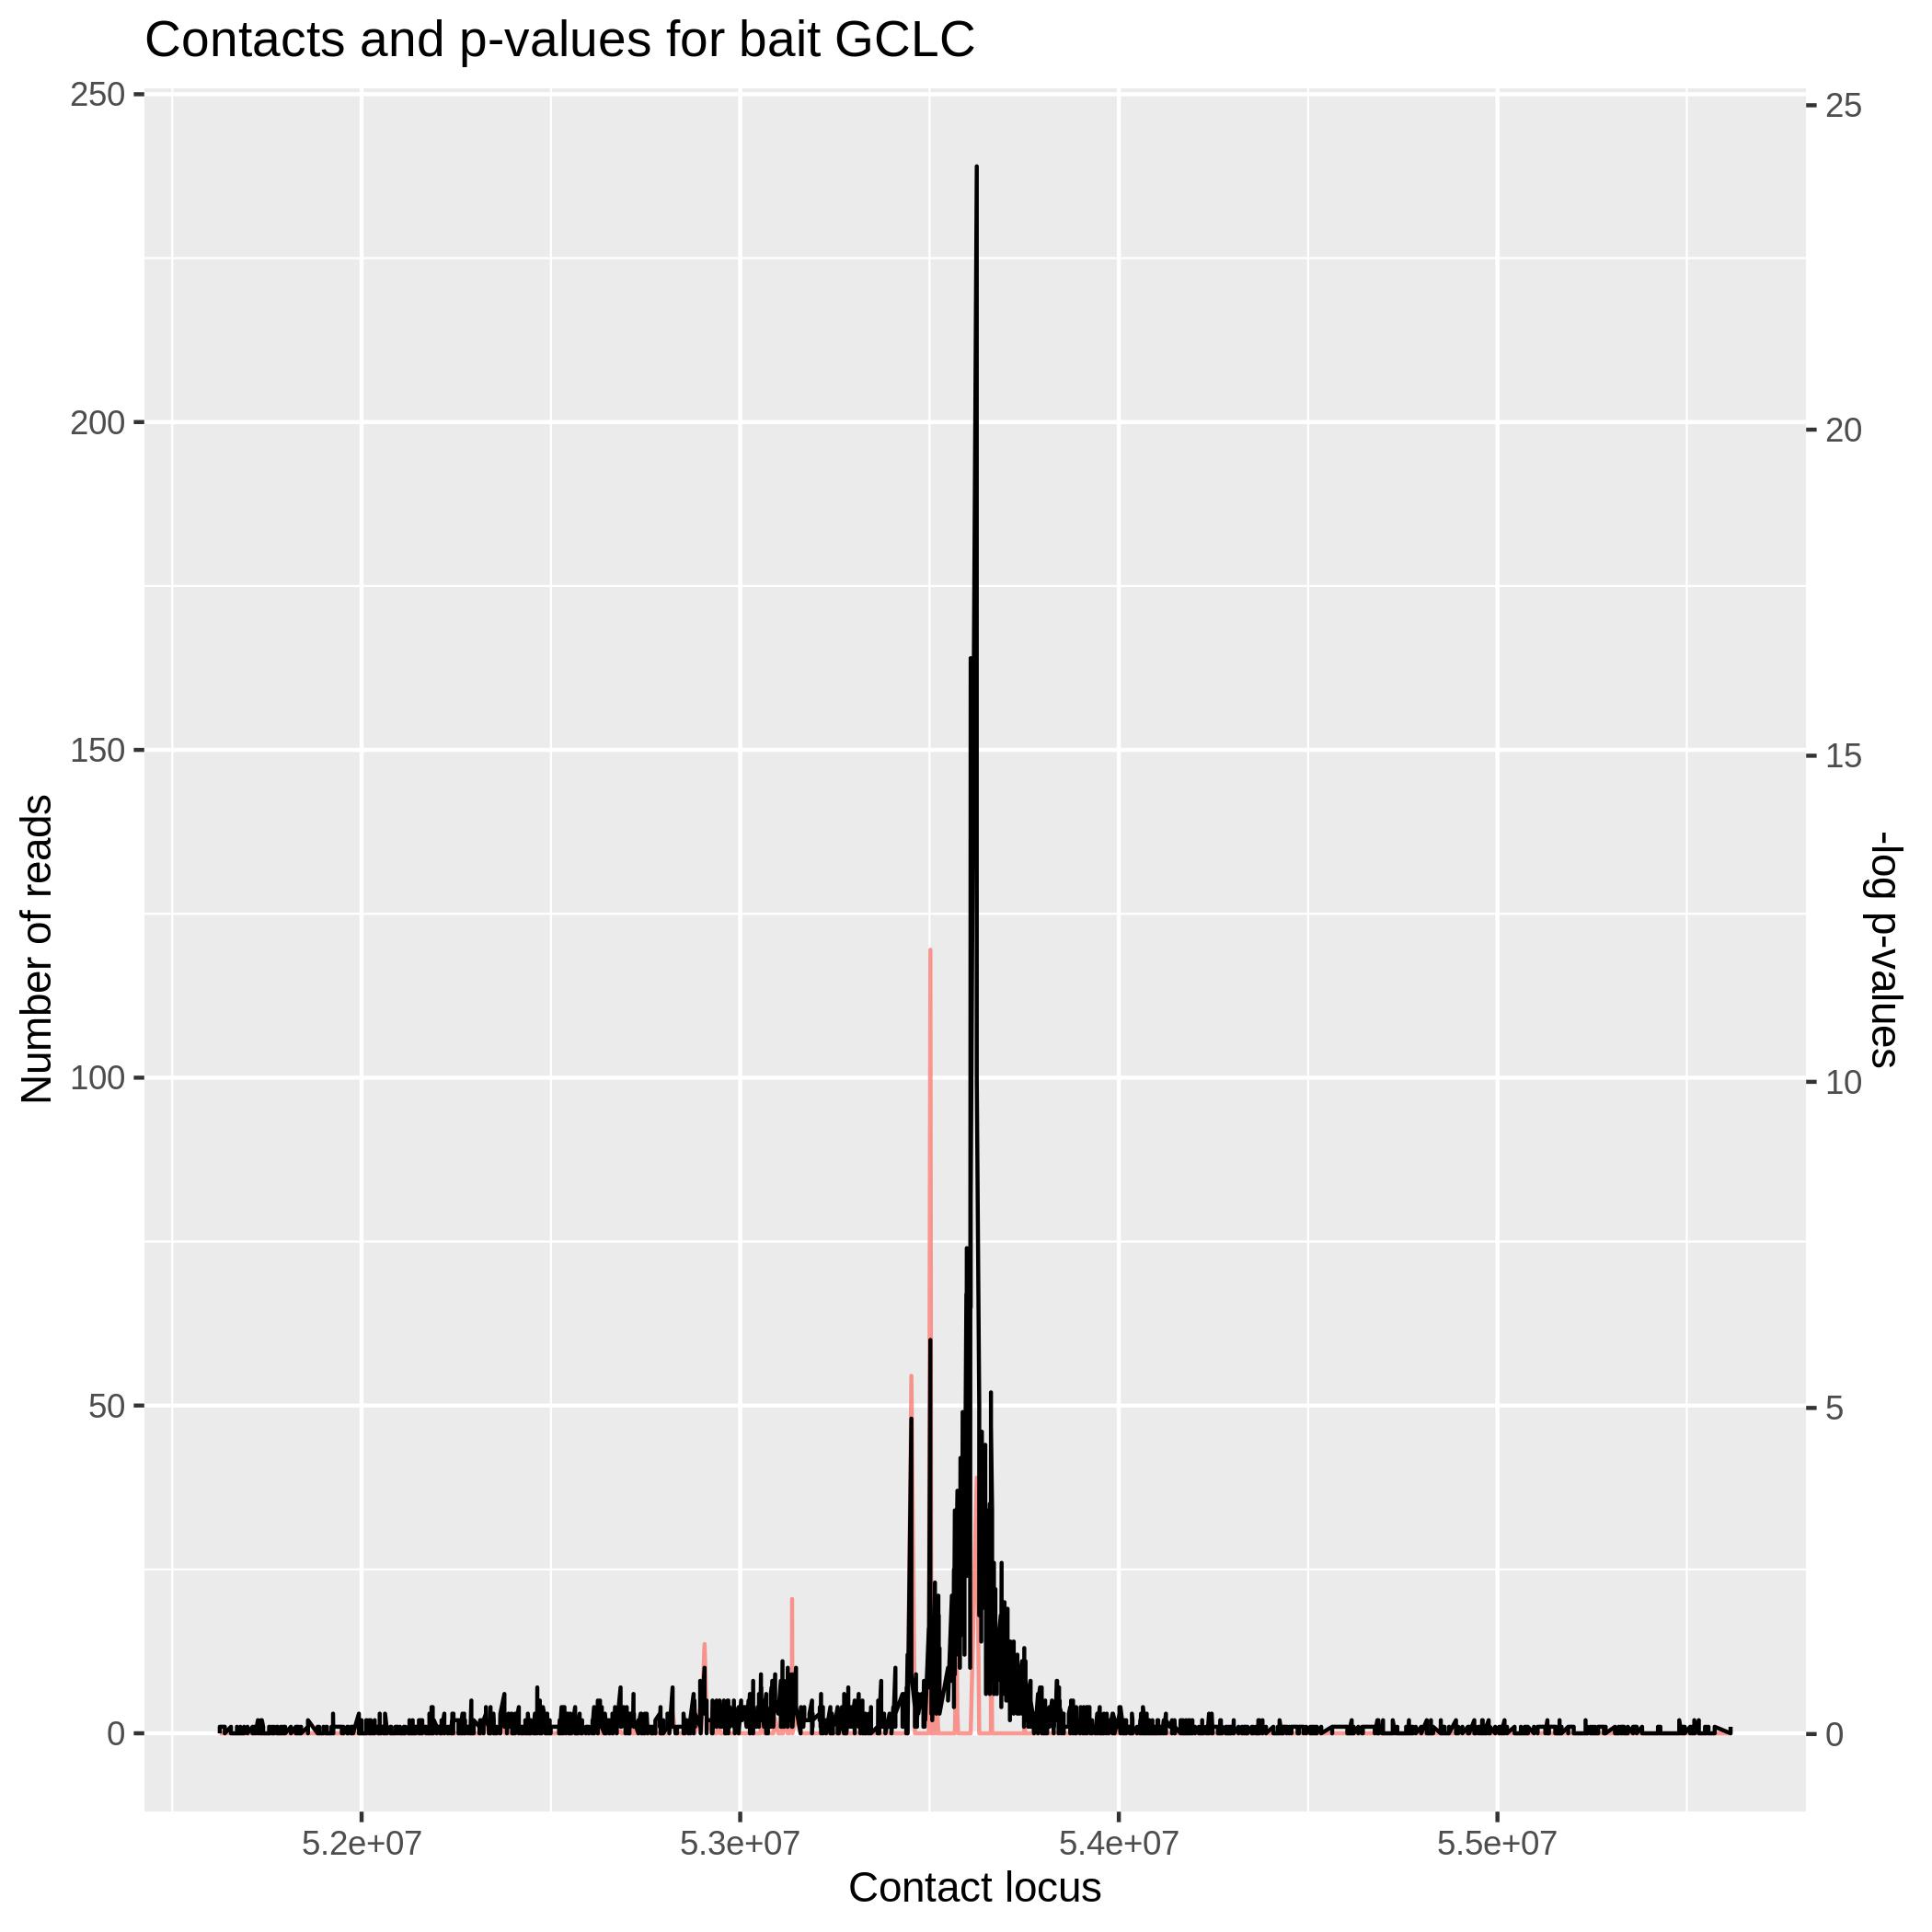 Contacts and p-values for bait GCLC
250
200
150
100
50
0
Number of reads
25
20
15
10
5
0
-log p-values
5.2e+07
5.3e+07
5.4e+07
5.5e+07
Contact locus